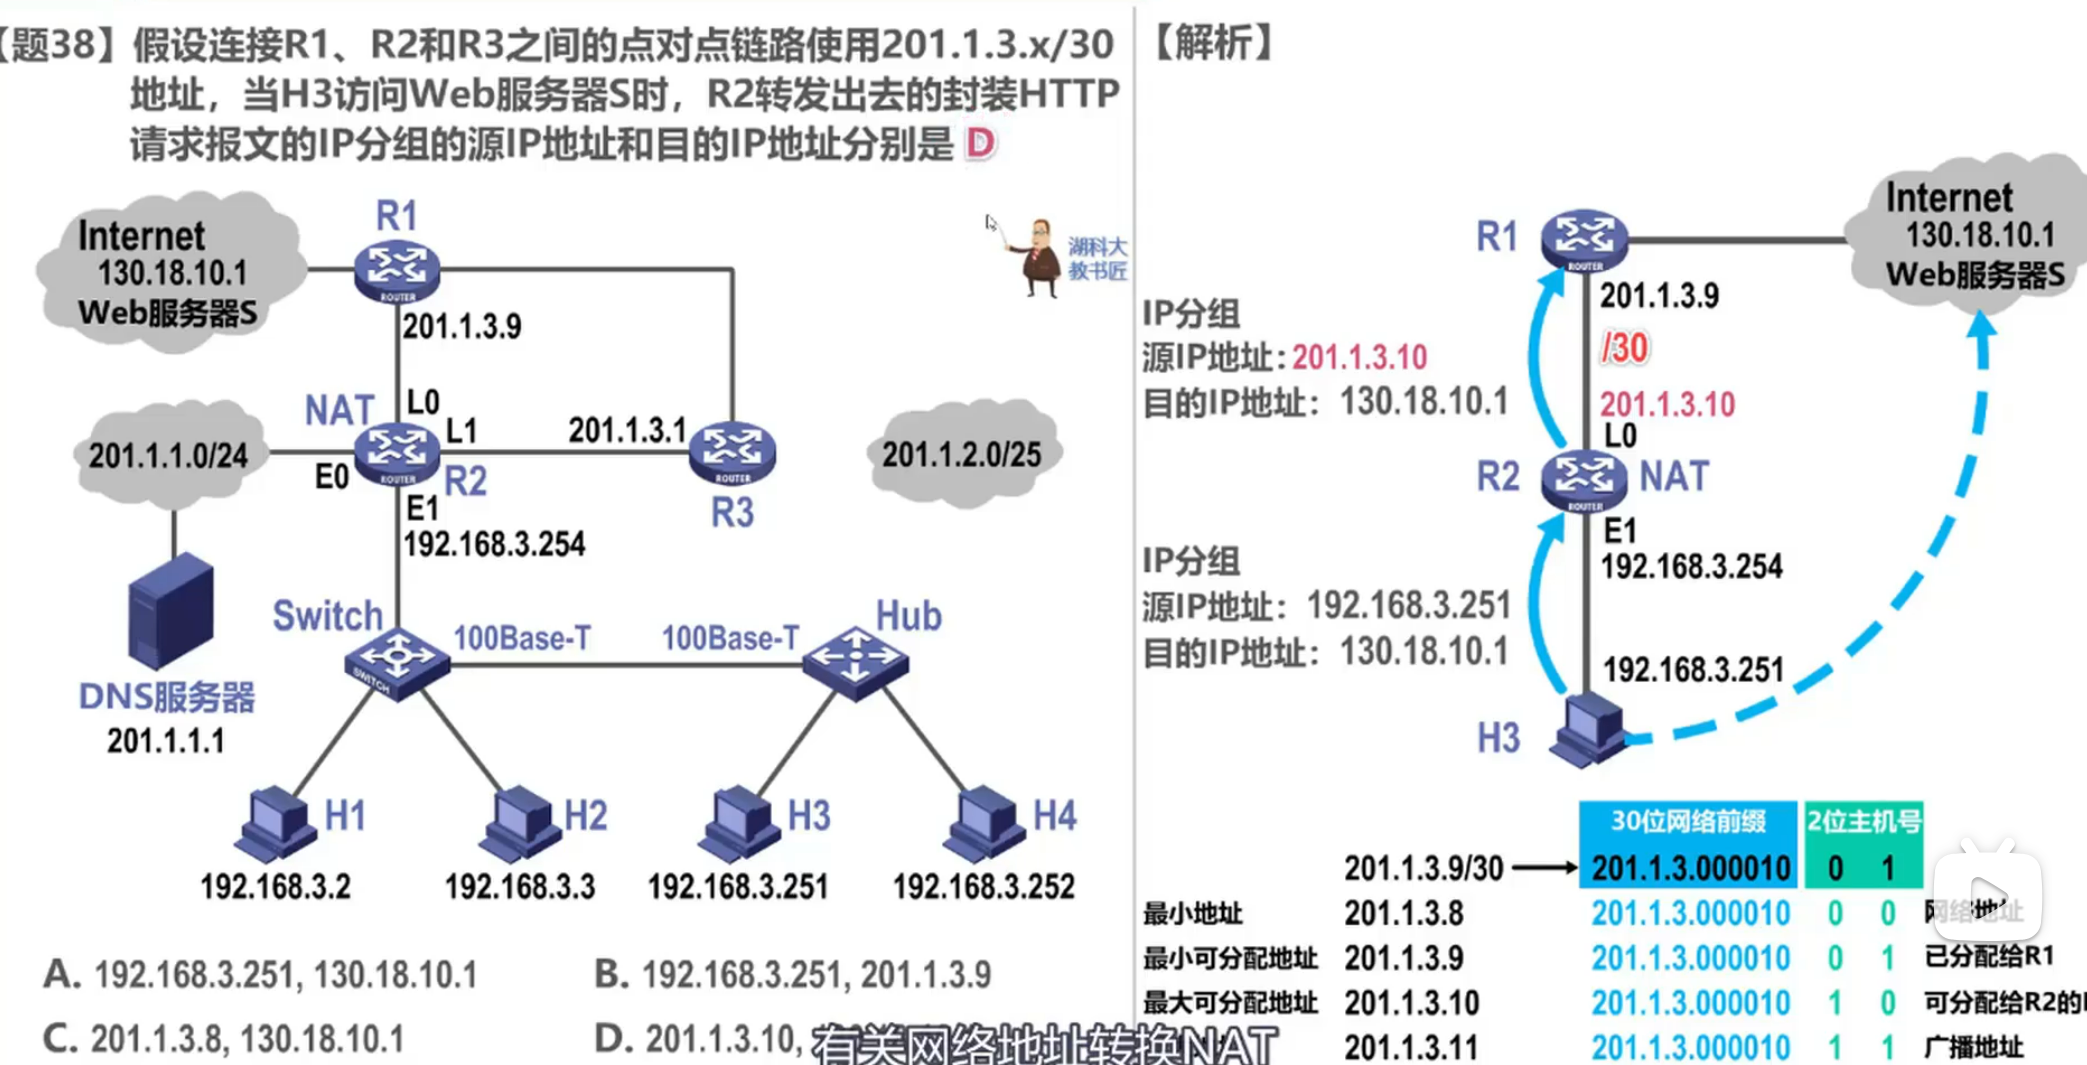 【题38】假设连接R1、R2和R3之间的点对点链路使用201.1.3.x/30
地址，当H3访问Web服务器S时，R2转发出去的封装HTTP
请求报文的IP分组的源IP地址和目的IP地址分别是 D
Internet
130.18.10.1
Web服务器S
R1
ROUTER
201.1.3.9
湖科大
教书匠
NAT
L0
L1
201.1.3.1
201.1.1.0/24
E0
ROUTER
R2
ROUTER
R3
201.1.2.0/25
E1
192.168.3.254
DNS服务器
201.1.1.1
Switch
SWITCH
100Base-T
100Base-T
Hub
H1
192.168.3.2
H2
192.168.3.3
H3
192.168.3.251
H4
192.168.3.252
A. 192.168.3.251, 130.18.10.1
B. 192.168.3.251, 201.1.3.9
C. 201.1.3.8, 130.18.10.1
D. 201.1.3.10,
有关网络地址转换NAT
【解析】
R1
ROUTER
Internet
130.18.10.1
Web服务器S
201.1.3.9
/30
IP分组
源IP地址：201.1.3.10
目的IP地址：130.18.10.1
201.1.3.10
L0
R2
ROUTER
NAT
E1
192.168.3.254
IP分组
源IP地址：192.168.3.251
目的IP地址：130.18.10.1
192.168.3.251
H3
30位网络前缀 2位主机号
201.1.3.9/30 201.1.3.000010 0 1
最小地址 201.1.3.8 201.1.3.000010 0 0 网络地址
最小可分配地址 201.1.3.9 201.1.3.000010 0 1 已分配给R1
最大可分配地址 201.1.3.10 201.1.3.000010 1 0 可分配给R2的
201.1.3.11 201.1.3.000010 1 1 广播地址